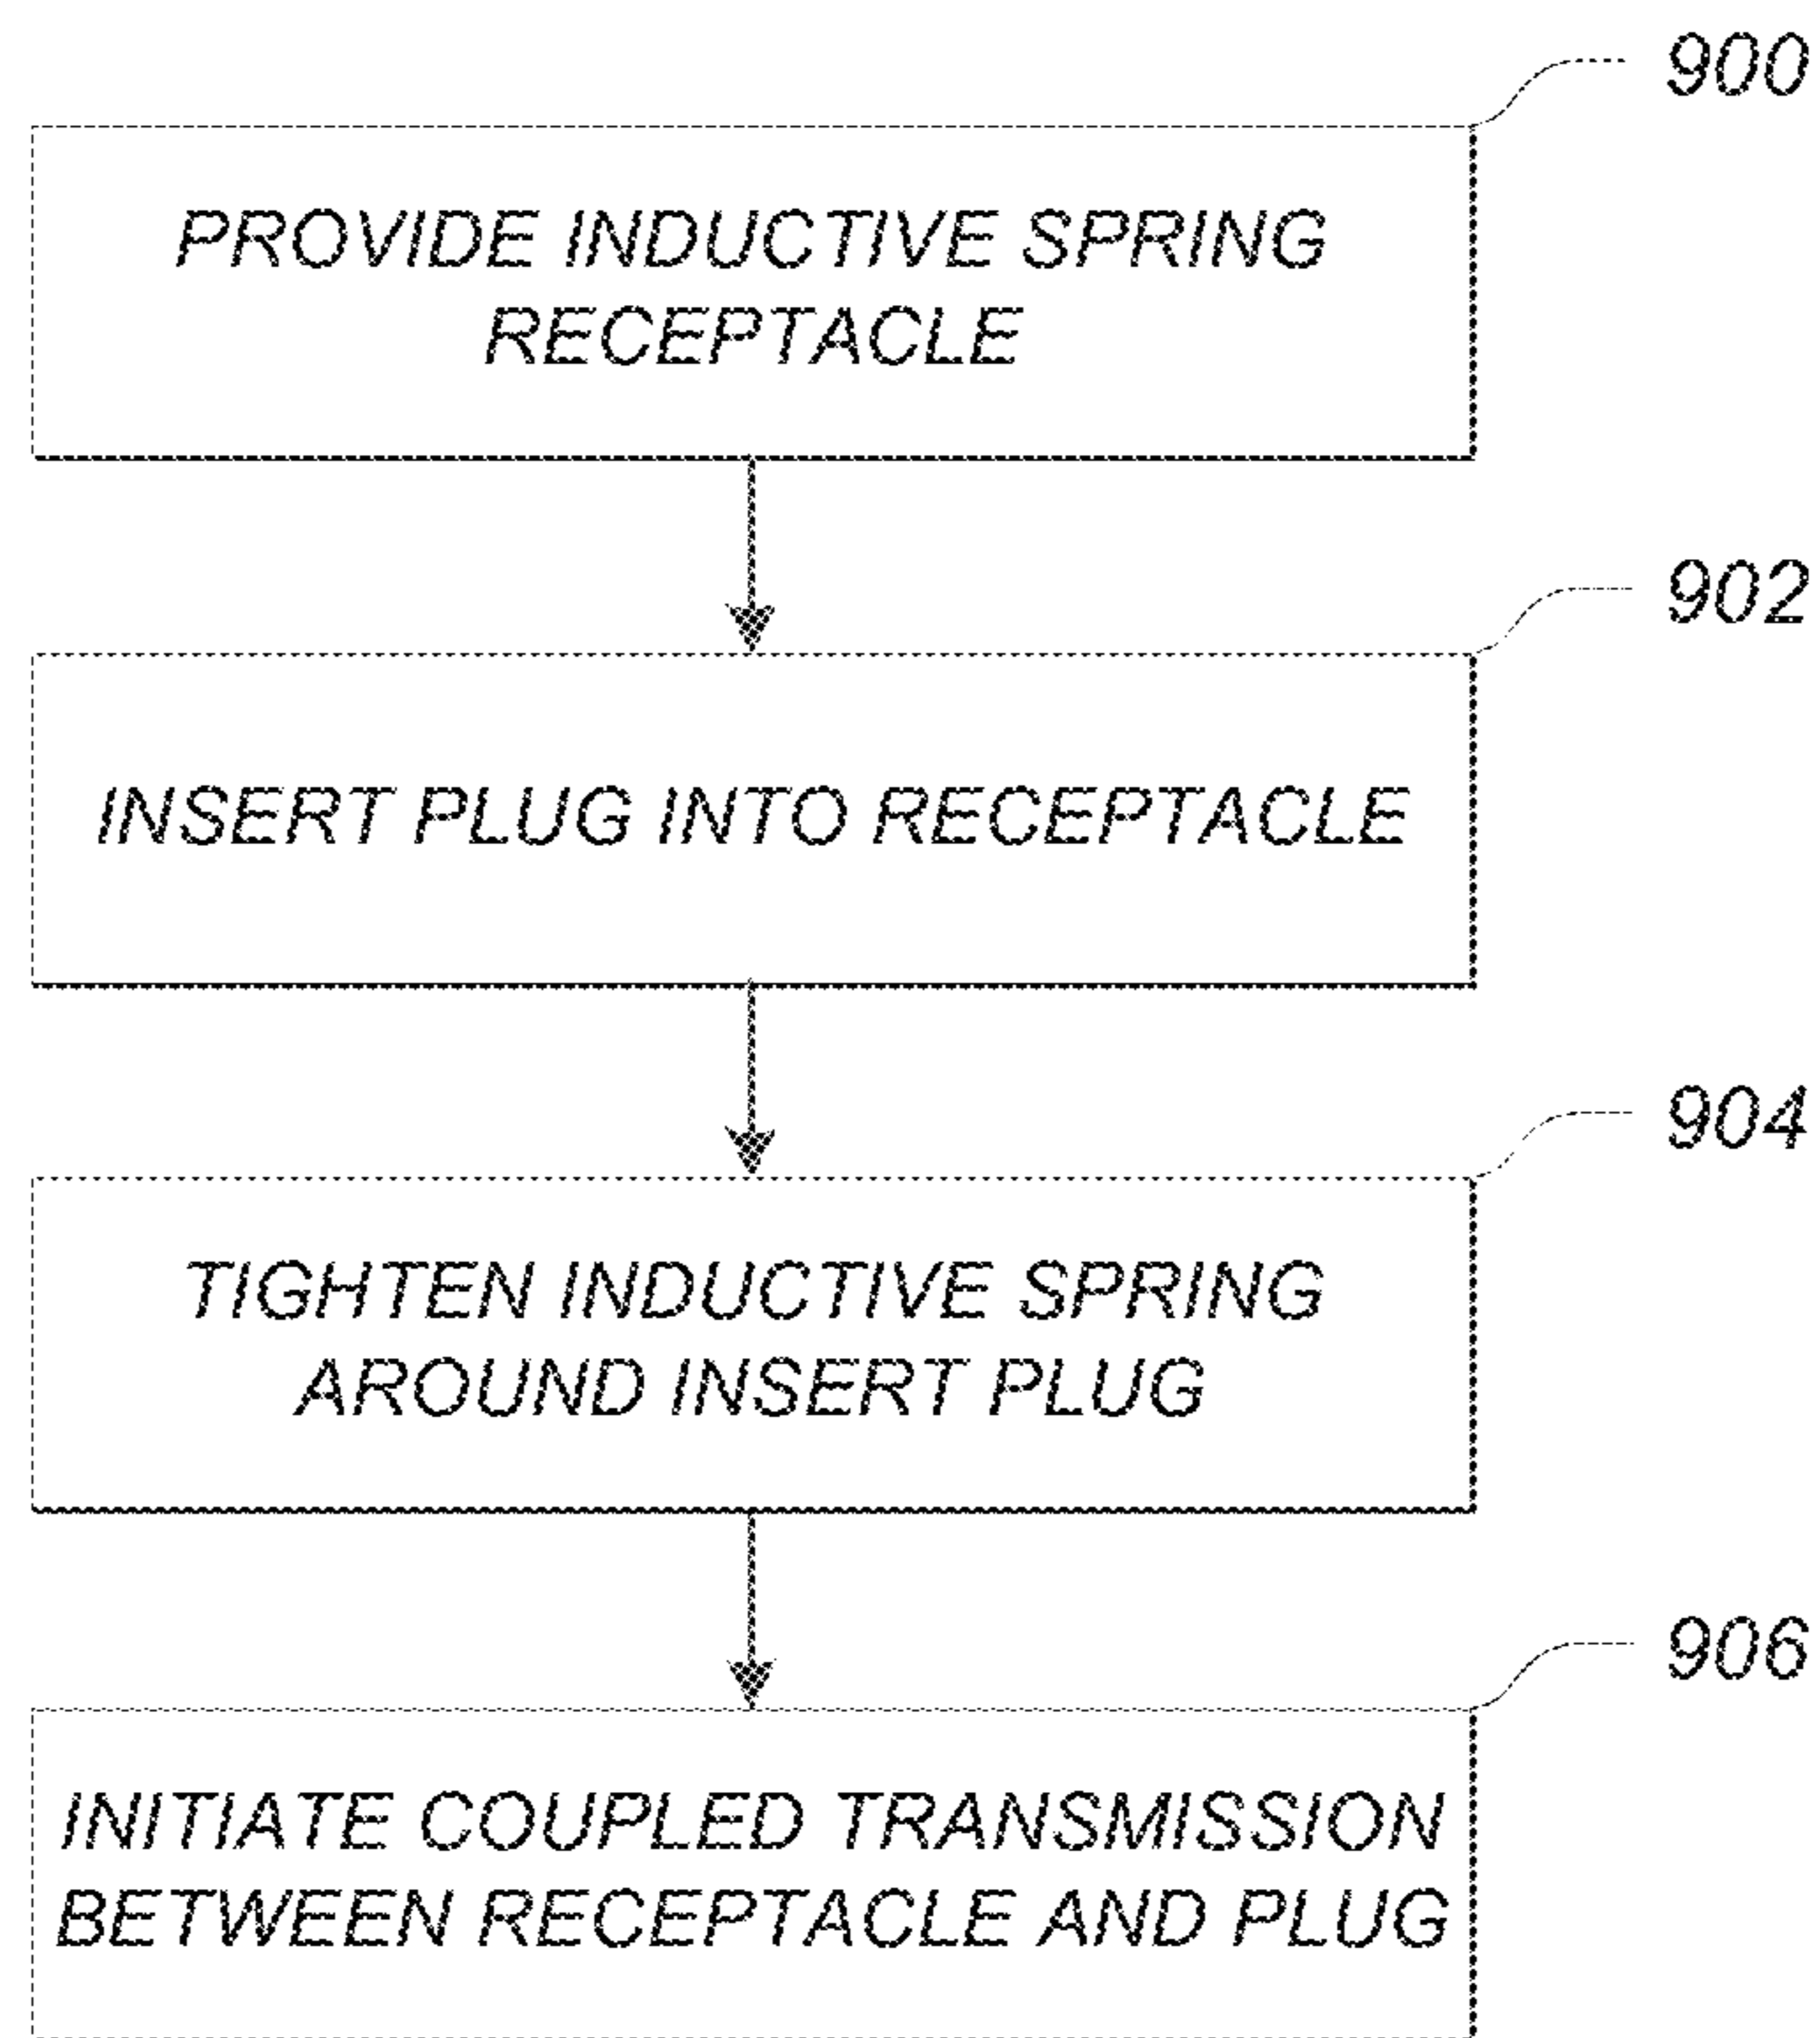 900
PROVIDE INDUCTIVE SPRING
RECEPTACLE
902
INSERT PLUG INTO RECEPTACLE
904
TIGHTEN INDUCTIVE SPRING
AROUND INSERT PLUG
906
INITIATE COUPLED TRANSMISSION
BETWEEN RECEPTACLE AND PLUG